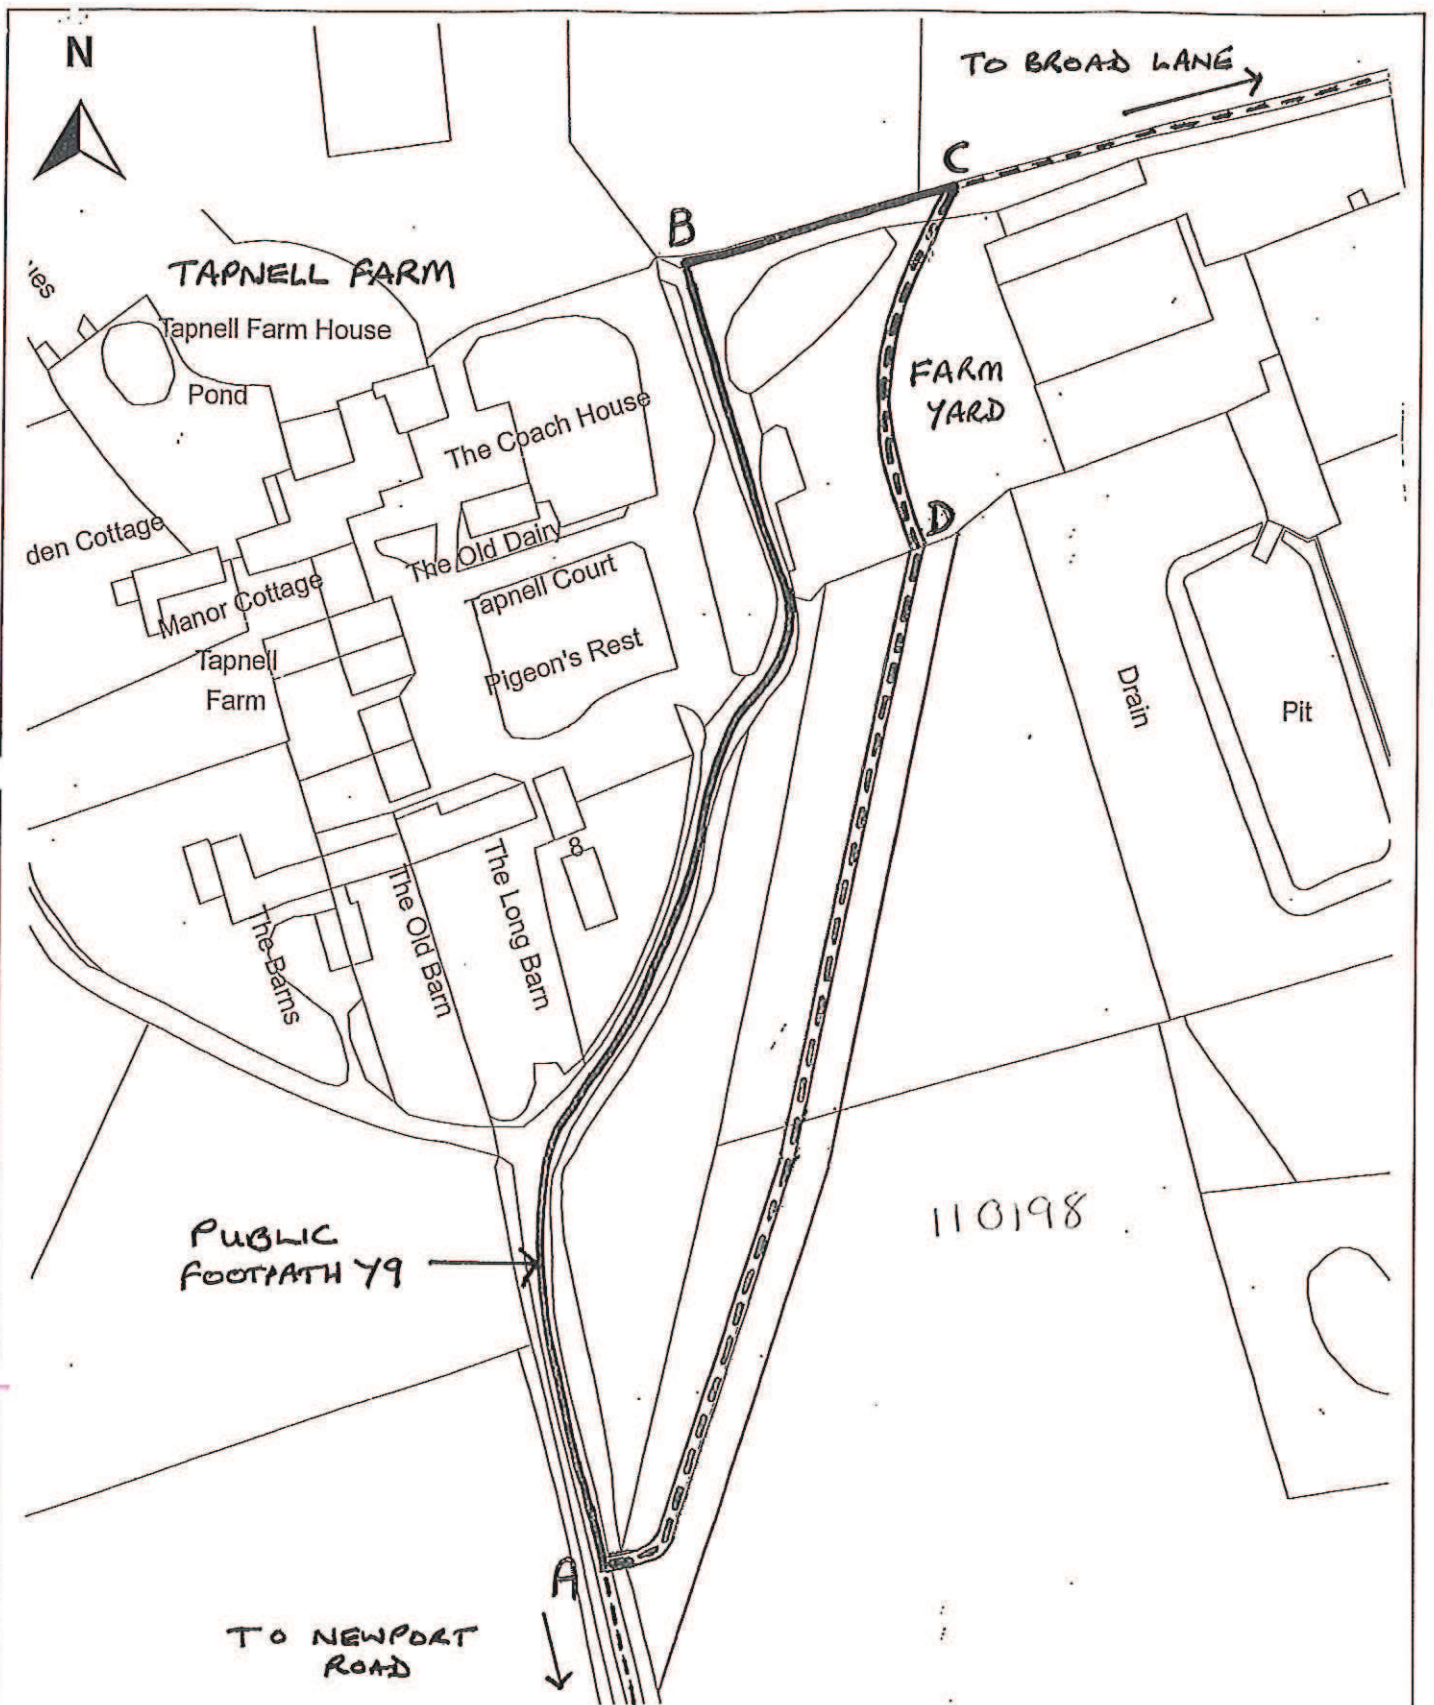 N
TO BROAD LANE
C
B
TAPNELL FARM
Tapnell Farm House
Pond
FARM
YARD
The Coach House
D
den Cottage
The Old Dairy
Tapnell Court
Manor Cottage
Pigeon's Rest
Tapnell
Farm
Drain
Pit
8
The Long Barn
The Old Barn
The Barns
110198
PUBLIC
FOOTPATH Y9
A
TO NEWPORT
ROAD